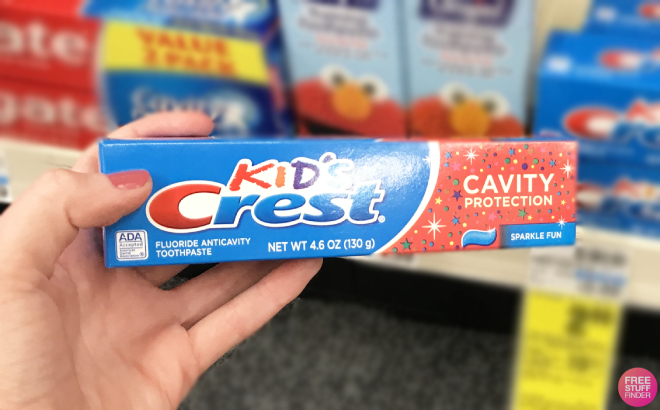 VALUE
2 PACK
KID'S
Crest
CAVITY
PROTECTION
SPARKLE FUN
ADA
Accepted
FLUORIDE ANTICAVITY
TOOTHPASTE
NET WT 4.6 OZ (130 g)
FREE
STUFF
FINDER